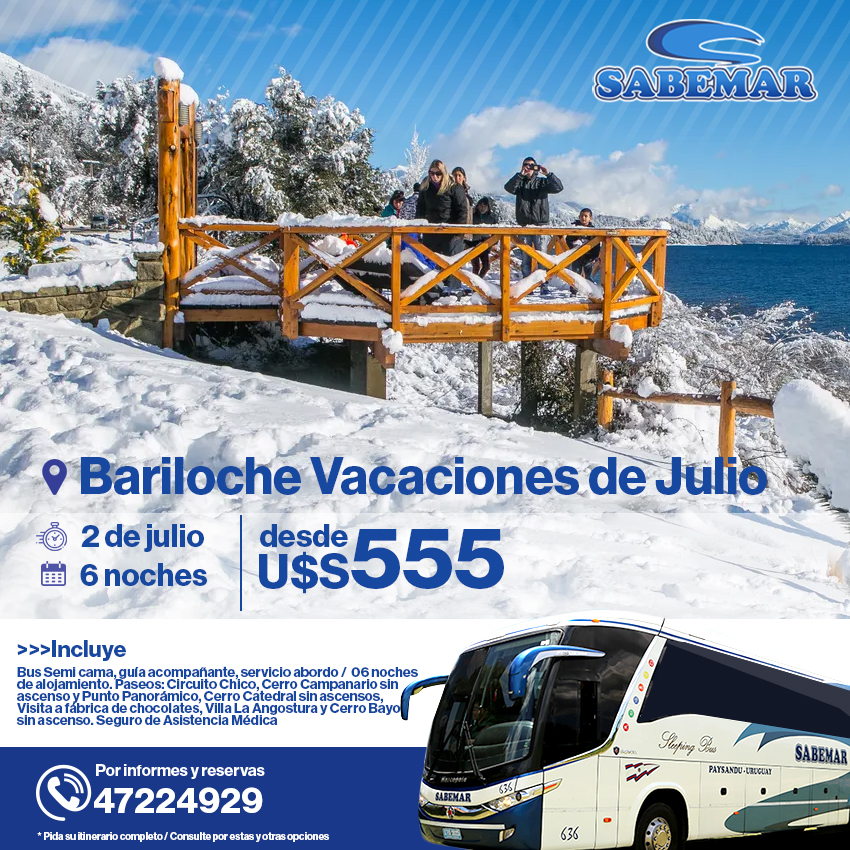 SABEMAR
Bariloche Vacaciones de Julio
2 de julio
6 noches
desde
U$S555
>>>Incluye
Bus Semi cama, guía acompañante, servicio abordo / 06 noches
de alojamiento. Paseos: Circuito Chico, Cerro Campanario sin
ascenso y Punto Panorámico, Cerro Catedral sin ascensos,
Visita a fábrica de chocolates, Villa La Angostura y Cerro Bayo
sin ascenso. Seguro de Asistencia Médica
Por informes y reservas
47224929
* Pida su itinerario completo / Consulte por estas y otras opciones
Sleeping Bus
SABEMAR
PAYSANDU - URUGUAY
Marcopolo
636
SABEMAR
636